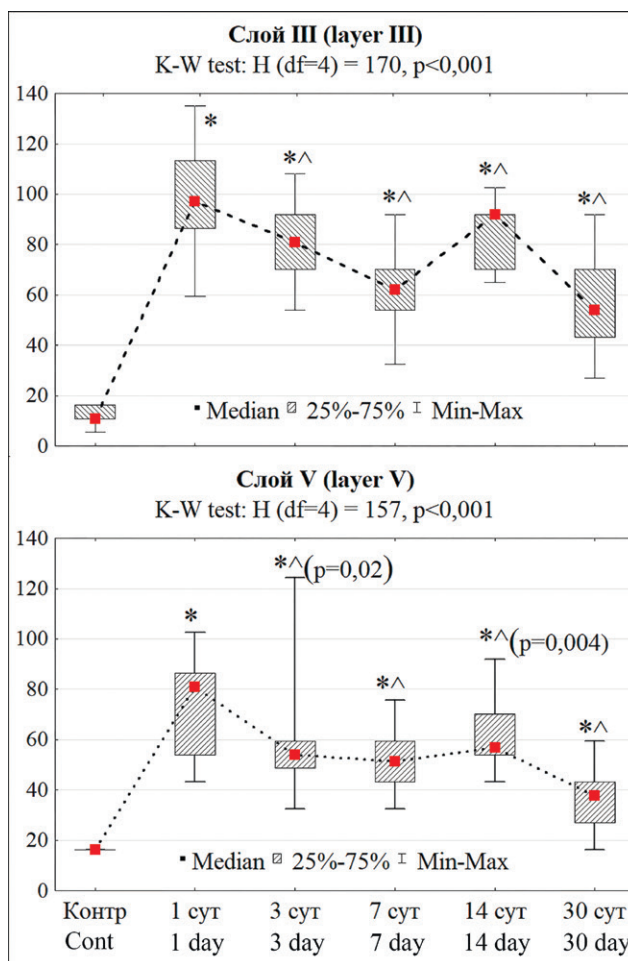 Слой III (layer III)
K-W test: H (df=4) = 170, p<0,001
140
120
100
80
60
40
20
0
*
*^
*^
*^
*^
Median 25%-75% Min-Max
Слой V (layer V)
K-W test: H (df=4) = 157, p<0,001
140
120
100
80
60
40
20
0
*
*^(p=0,02)
*^
*^(p=0,004)
*^
Median 25%-75% Min-Max
Контр 1 сут 3 сут 7 сут 14 сут 30 сут
Cont 1 day 3 day 7 day 14 day 30 day